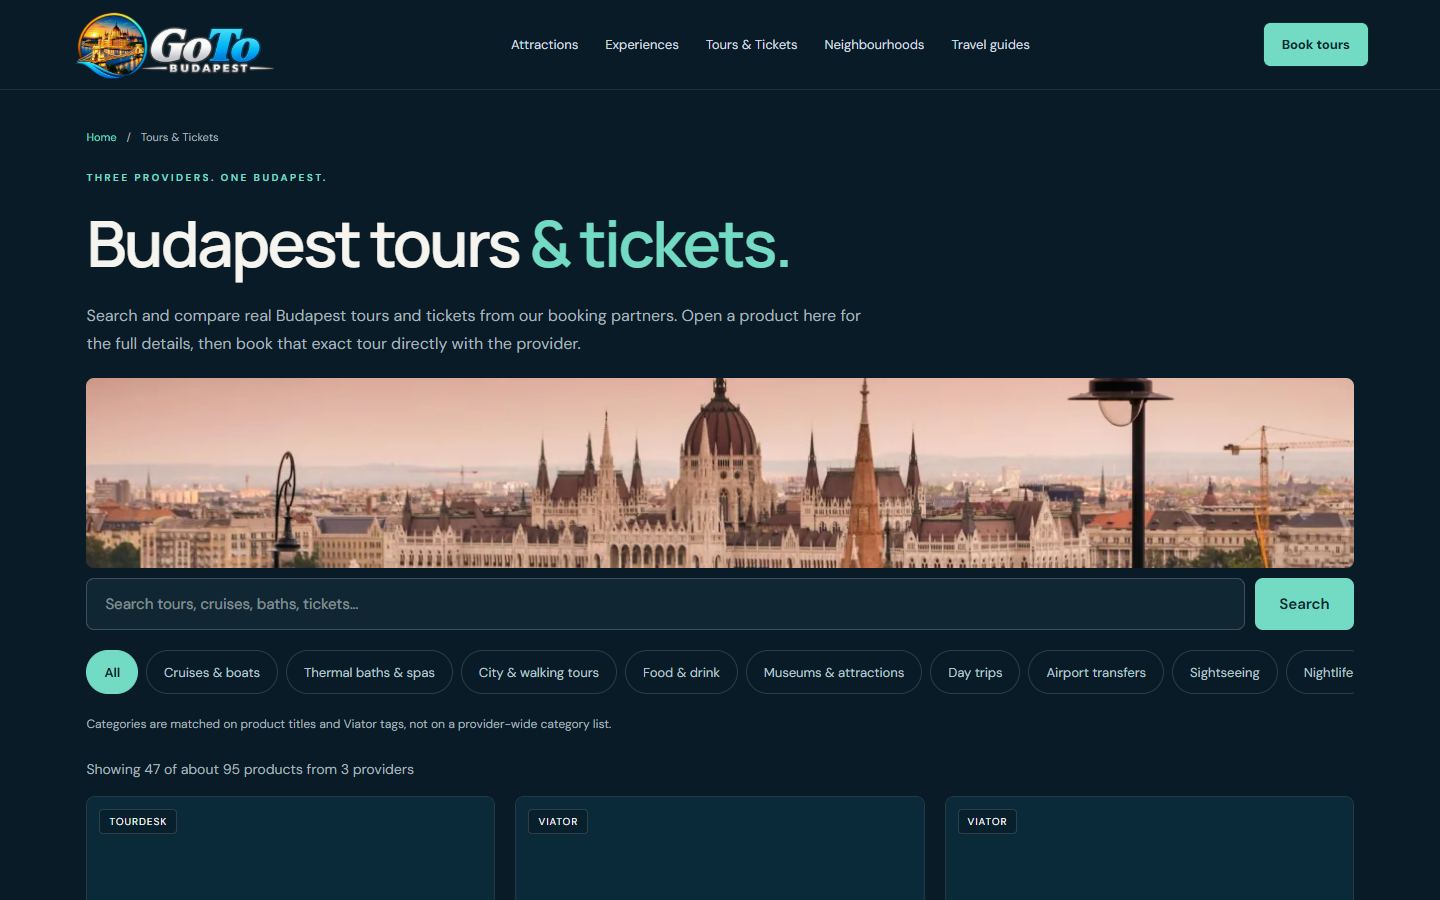 GoTo
BUDAPEST
Attractions
Experiences
Tours & Tickets
Neighbourhoods
Travel guides
Book tours
Home / Tours & Tickets
THREE PROVIDERS. ONE BUDAPEST.
Budapest tours & tickets.
Search and compare real Budapest tours and tickets from our booking partners. Open a product here for
the full details, then book that exact tour directly with the provider.
Search tours, cruises, baths, tickets...
Search
All
Cruises & boats
Thermal baths & spas
City & walking tours
Food & drink
Museums & attractions
Day trips
Airport transfers
Sightseeing
Nightlife
Categories are matched on product titles and Viator tags, not on a provider-wide category list.
Showing 47 of about 95 products from 3 providers
TOURDESK
VIATOR
VIATOR